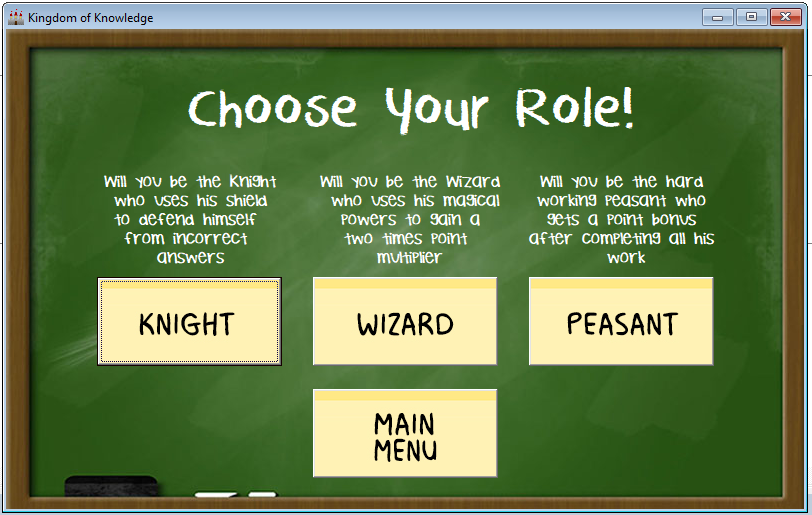 Kingdom of Knowledge
Choose Your Role!
Will you be the Knight
who uses his shield
to defend himself
from incorrect
answers
Will you be the Wizard
who uses his magical
powers to gain a
two times point
multiplier
Will you be the hard
working peasant who
gets a point bonus
after completing all his
work
KNIGHT
WIZARD
PEASANT
MAIN
MENU